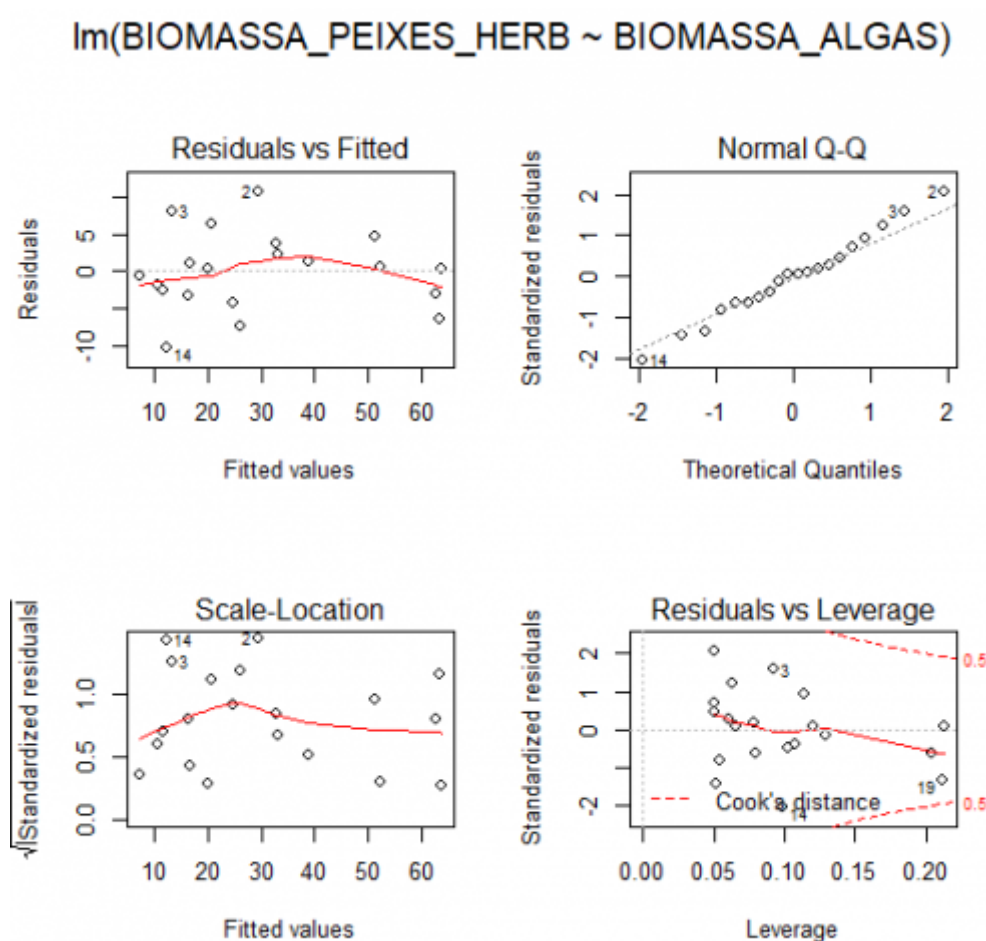 lm(BIOMASSA_PEIXES_HERB ~ BIOMASSA_ALGAS)
Residuals vs Fitted
Residuals
5
0
-10
2
3
14
10 20 30 40 50 60
Fitted values
Normal Q-Q
Standardized residuals
2
1
0
-1
-2
2
3
14
-2 -1 0 1 2
Theoretical Quantiles
Scale-Location
√|Standardized residuals|
1.0
0.5
0.0
14
2
3
10 20 30 40 50 60
Fitted values
Residuals vs Leverage
Standardized residuals
2
1
0
-2
3
0.5
19
Cook's distance
14
0.5
0.00 0.05 0.10 0.15 0.20
Leverage